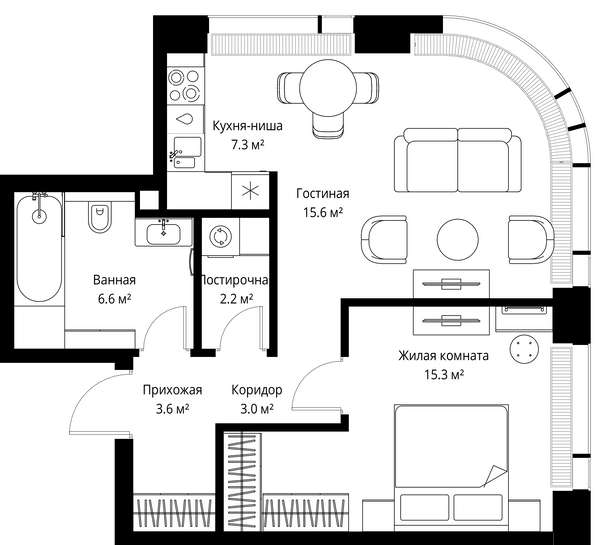 Кухня-ниша
7.3 м²
Гостиная
15.6 м²
Ванная
6.6 м²
Постирочна
2.2 м²
Жилая комната
15.3 м²
Прихожая
3.6 м²
Коридор
3.0 м²